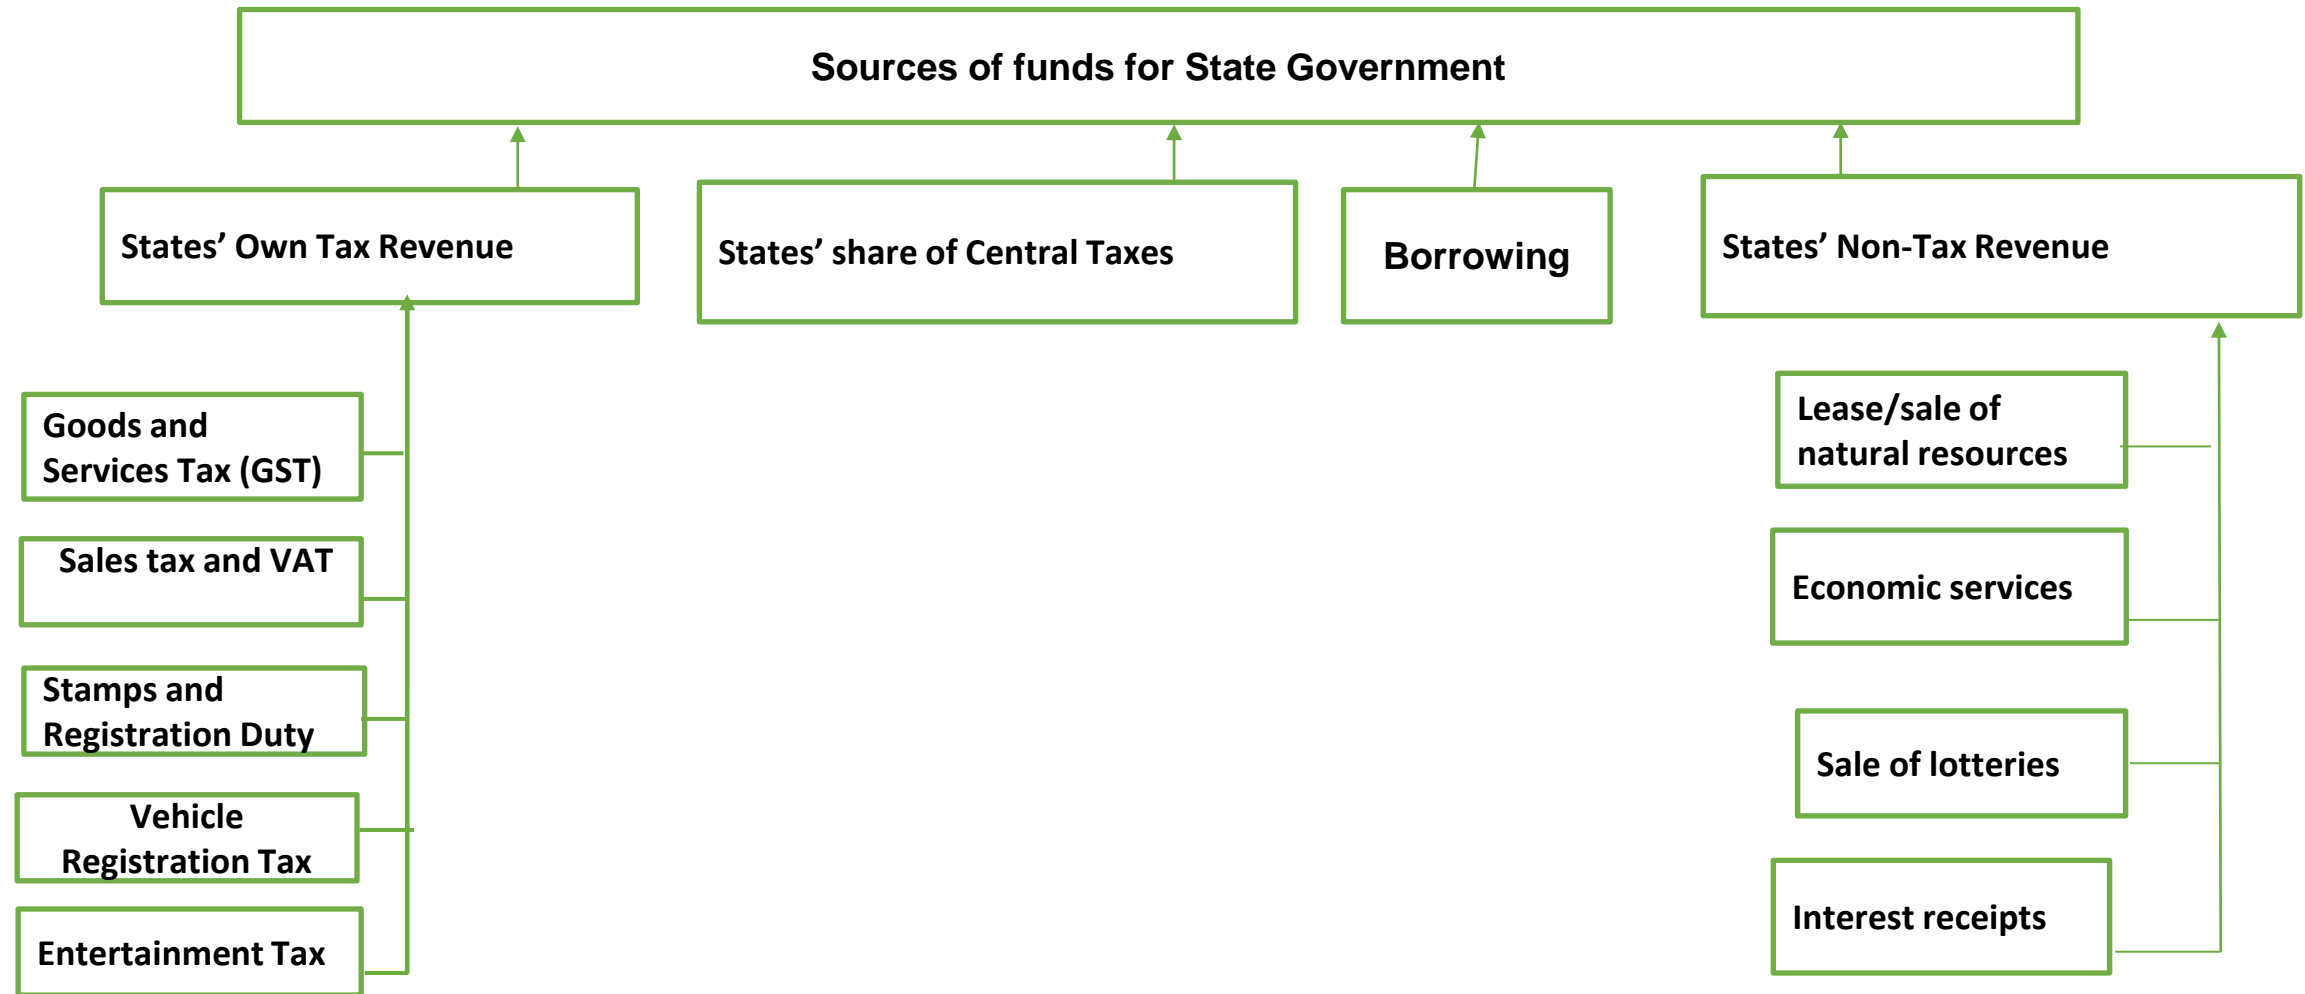 Sources of funds for State Government
States’ Own Tax Revenue
States’ share of Central Taxes
Borrowing
States’ Non-Tax Revenue
Goods and
Services Tax (GST)
Sales tax and VAT
Stamps and
Registration Duty
Vehicle
Registration Tax
Entertainment Tax
Lease/sale of
natural resources
Economic services
Sale of lotteries
Interest receipts